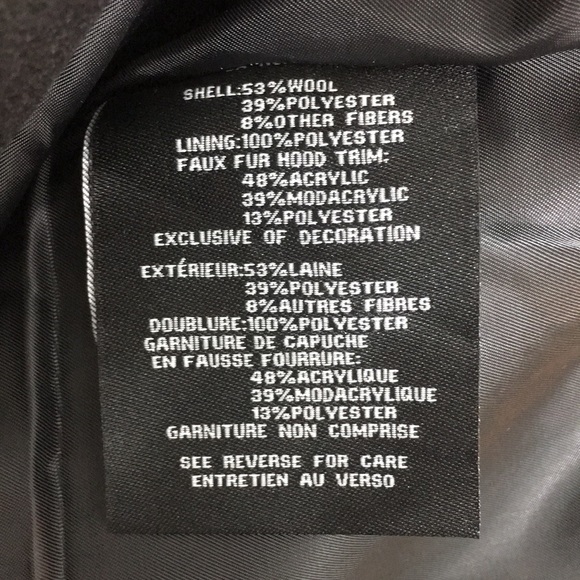 SHELL:53%WOOL
39%POLYESTER
8%OTHER FIBERS
LINING:100%POLYESTER
FAUX FUR HOOD TRIM:
48%ACRYLIC
39%MODACRYLIC
13%POLYESTER
EXCLUSIVE OF DECORATION
EXTÉRIEUR:53%LAINE
39%POLYESTER
8%AUTRES FIBRES
DOUBLURE:100%POLYESTER
GARNITURE DE CAPUCHE
EN FAUSSE FOURRURE:
48%ACRYLIQUE
39%MODACRYLIQUE
13%POLYESTER
GARNITURE NON COMPRISE
SEE REVERSE FOR CARE
ENTRETIEN AU VERSO